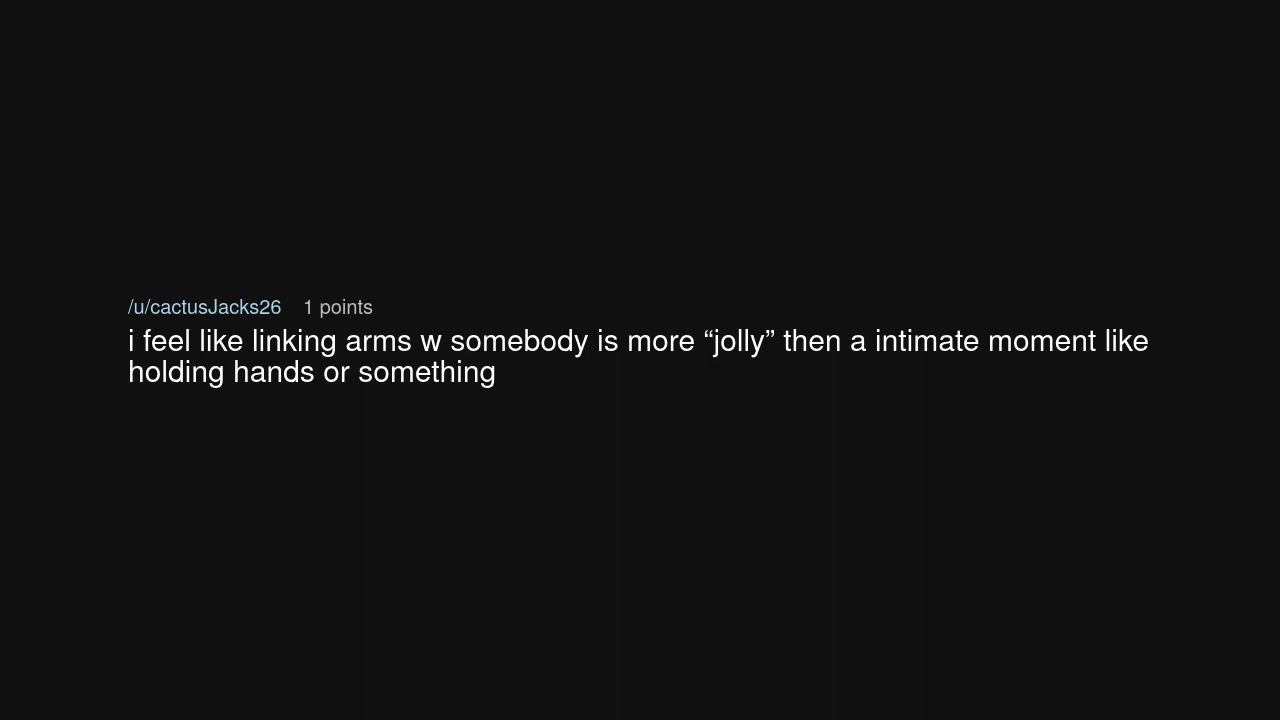 /u/cactusJacks26 1 points
i feel like linking arms w somebody is more “jolly” then a intimate moment like
holding hands or something